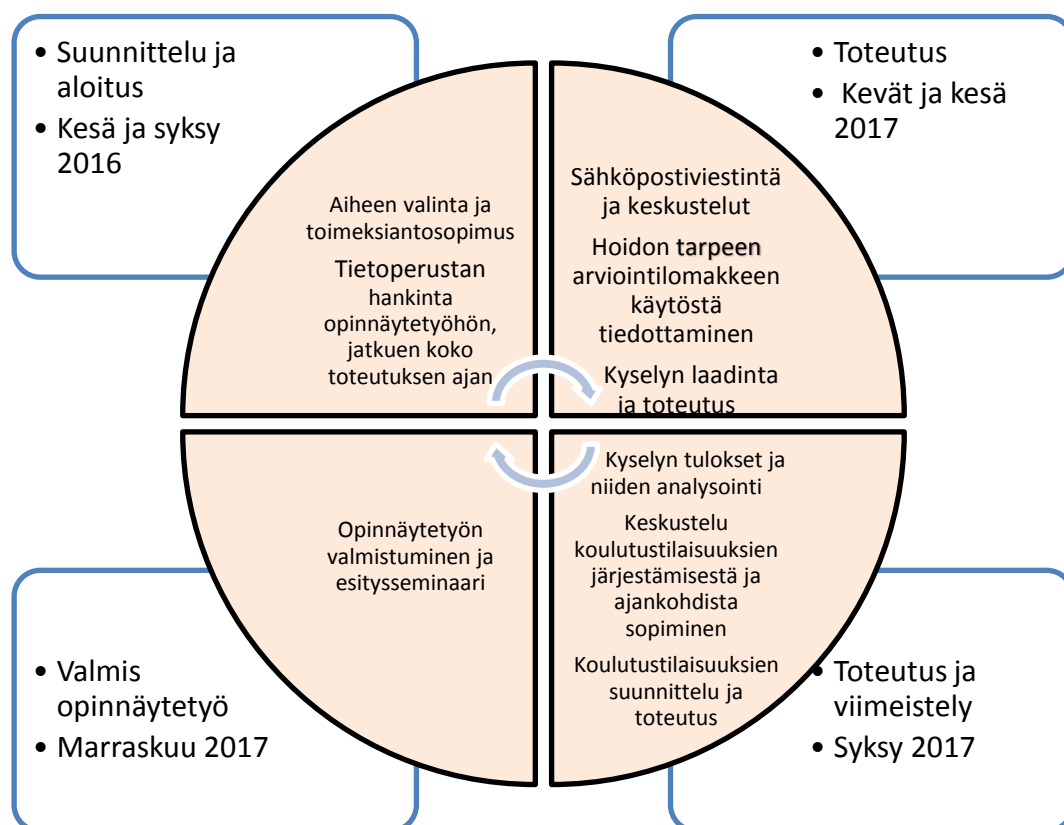 • Suunnittelu ja
aloitus
• Kesä ja syksy
2016
Aiheen valinta ja
toimeksiantosopimus
Tietoperustan
hankinta
opinnäytetyöhön,
jatkuen koko
toteutuksen ajan
• Toteutus
• Kevät ja kesä
2017
Sähköpostiviestintä
ja keskustelut
Hoidon tarpeen
arviointilomakkeen
käytöstä
tiedottaminen
Kyselyn laadinta
ja toteutus
Kyselyn tulokset ja
niiden analysointi
Keskustelu
koulutustilaisuuksien
järjestämisestä ja
ajankohdista
sopiminen
Koulutustilaisuuksien
suunnittelu ja
toteutus
• Toteutus ja
viimeistely
• Syksy 2017
Opinnäytetyön
valmistuminen ja
esitysseminaari
• Valmis
opinnäytetyö
• Marraskuu 2017